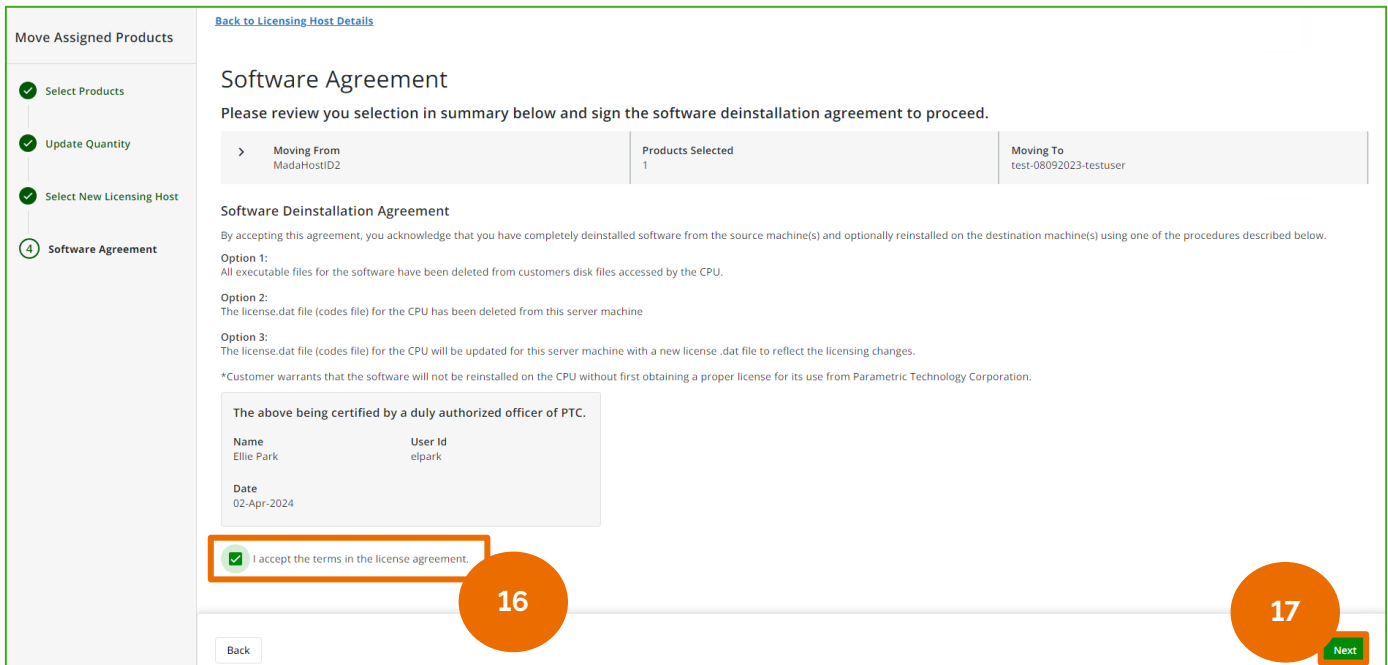 Back to Licensing Host Details
Move Assigned Products
Select Products
Update Quantity
Select New Licensing Host
4 Software Agreement
Software Agreement
Please review you selection in summary below and sign the software deinstallation agreement to proceed.
Moving From
MadaHostID2
Products Selected
1
Moving To
test-08092023-testuser
Software Deinstallation Agreement
By accepting this agreement, you acknowledge that you have completely deinstalled software from the source machine(s) and optionally reinstalled on the destination machine(s) using one of the procedures described below.
Option 1:
All executable files for the software have been deleted from customers disk files accessed by the CPU.
Option 2:
The license.dat file (codes file) for the CPU has been deleted from this server machine
Option 3:
The license.dat file (codes file) for the CPU will be updated for this server machine with a new license .dat file to reflect the licensing changes.
*Customer warrants that the software will not be reinstalled on the CPU without first obtaining a proper license for its use from Parametric Technology Corporation.
The above being certified by a duly authorized officer of PTC.
Name
Ellie Park
User Id
elpark
Date
02-Apr-2024
I accept the terms in the license agreement.
16
17
Back
Next